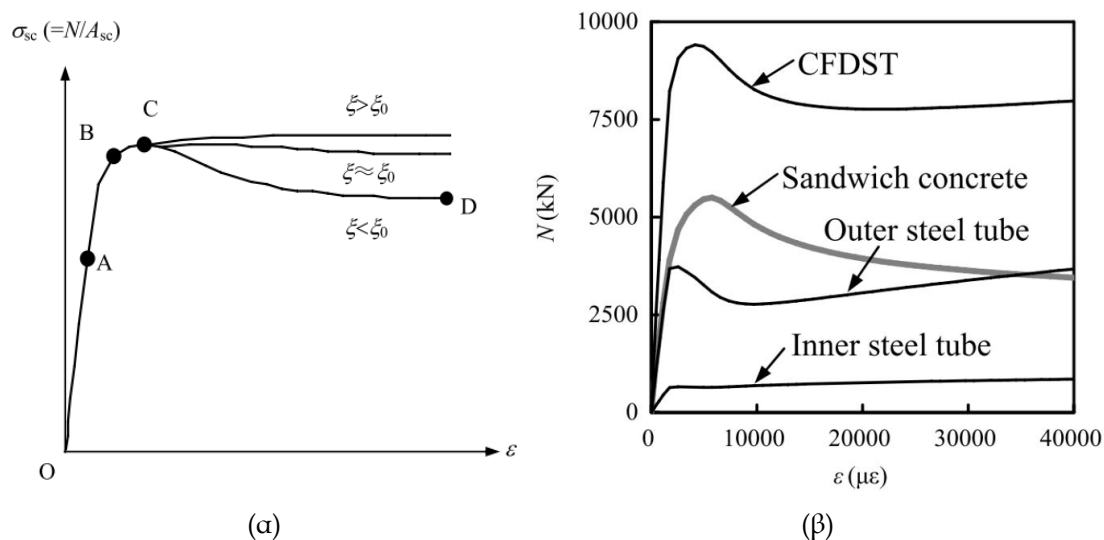 σsc (=N/Asc)
C
B
A
D
O
ε
ξ>ξ0
ξ≈ξ0
ξ<ξ0
(α)
10000
7500
5000
2500
0
N (kN)
CFDST
Sandwich concrete
Outer steel tube
Inner steel tube
0
10000
20000
30000
40000
ε (με)
(β)